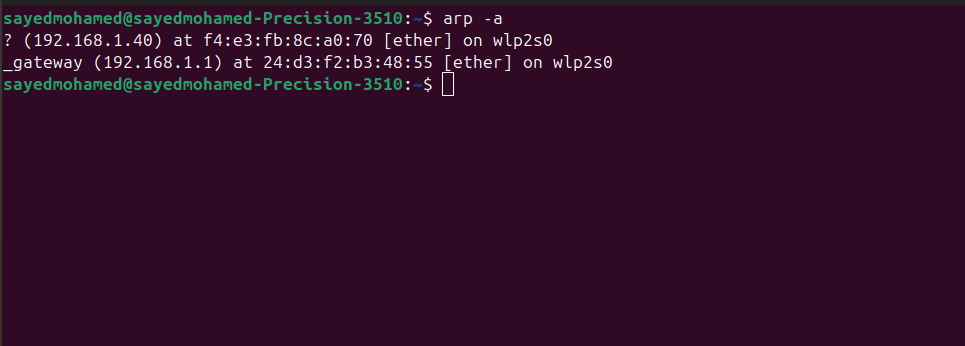 sayedmohamed@sayedmohamed-Precision-3510:~$ arp -a
? (192.168.1.40) at f4:e3:fb:8c:a0:70 [ether] on wlp2s0
_gateway (192.168.1.1) at 24:d3:f2:b3:48:55 [ether] on wlp2s0
sayedmohamed@sayedmohamed-Precision-3510:~$